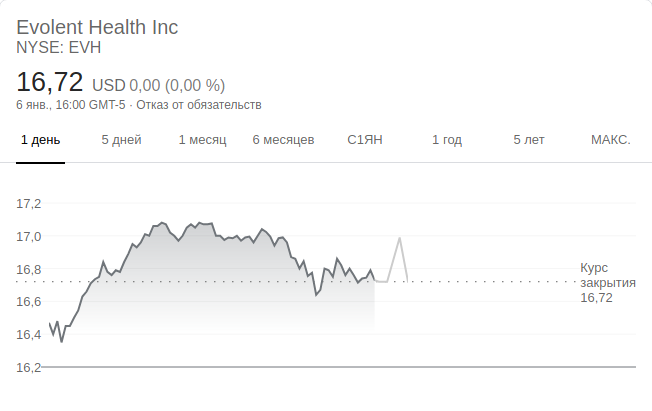 Evolent Health Inc
NYSE: EVH
16,72 USD 0,00 (0,00 %)
6 янв., 16:00 GMT-5 · Отказ от обязательств
1 день 5 дней 1 месяц 6 месяцев С1ЯН 1 год 5 лет МАКС.
17,2
17,0
16,8
16,6
16,4
16,2
Курс
закрытия
16,72